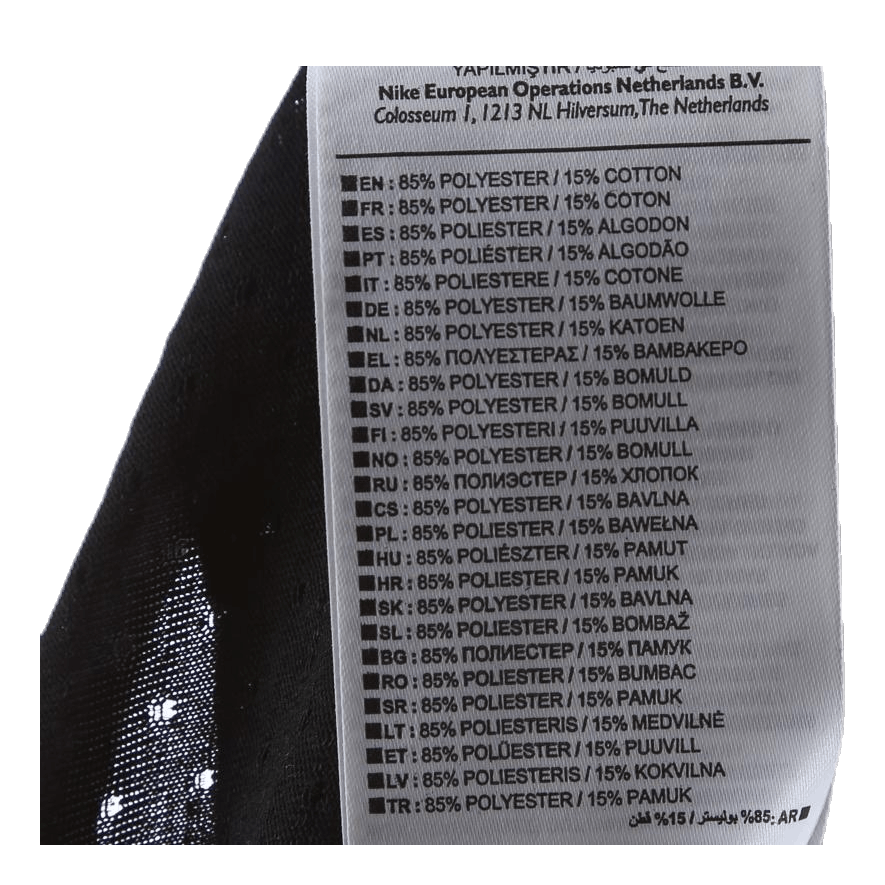 YAPILMIŞTIR /
Nike European Operations Netherlands B.V.
Colosseum 1, 1213 NL Hilversum,The Netherlands
EN : 85% POLYESTER / 15% COTTON
FR : 85% POLYESTER / 15% COTON
ES : 85% POLIESTER / 15% ALGODON
PT : 85% POLIÉSTER / 15% ALGODÃO
IT : 85% POLIESTERE / 15% COTONE
DE : 85% POLYESTER / 15% BAUMWOLLE
NL : 85% POLYESTER / 15% KATOEN
EL : 85% ΠΟΛΥΕΣΤΕΡΑΣ / 15% ΒΑΜΒΑΚΕΡΟ
DA : 85% POLYESTER / 15% BOMULD
SV : 85% POLYESTER / 15% BOMULL
FI : 85% POLYESTERI / 15% PUUVILLA
NO : 85% POLYESTER / 15% BOMULL
RU : 85% ПОЛИЭСТЕР / 15% ХЛОПОК
CS : 85% POLYESTER / 15% BAVLNA
PL : 85% POLIESTER / 15% BAWEŁNA
HU : 85% POLIÉSZTER / 15% PAMUT
HR : 85% POLIESTER / 15% PAMUK
SK : 85% POLYESTER / 15% BAVLNA
SL : 85% POLIESTER / 15% BOMBAŽ
BG : 85% ПОЛИЕСТЕР / 15% ПАМУК
RO : 85% POLIESTER / 15% BUMBAC
SR : 85% POLIESTER / 15% PAMUK
LT : 85% POLIESTERIS / 15% MEDVILNĖ
ET : 85% POLÜESTER / 15% PUUVILL
LV : 85% POLIESTERIS / 15% KOKVILNA
TR : 85% POLYESTER / 15% PAMUK
AR :85% بوليستر / 15% قطن